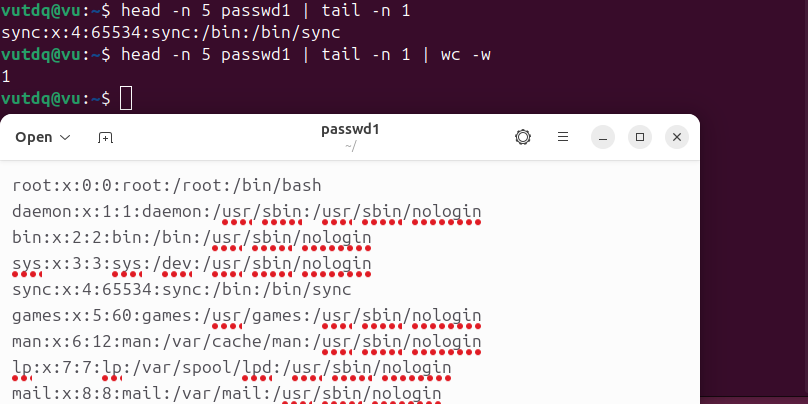 vutdq@vu:~$ head -n 5 passwd1 | tail -n 1
sync:x:4:65534:sync:/bin:/bin/sync
vutdq@vu:~$ head -n 5 passwd1 | tail -n 1 | wc -w
1
vutdq@vu:~$
Open
passwd1
~/
root:x:0:0:root:/root:/bin/bash
daemon:x:1:1:daemon:/usr/sbin:/usr/sbin/nologin
bin:x:2:2:bin:/bin:/usr/sbin/nologin
sys:x:3:3:sys:/dev:/usr/sbin/nologin
sync:x:4:65534:sync:/bin:/bin/sync
games:x:5:60:games:/usr/games:/usr/sbin/nologin
man:x:6:12:man:/var/cache/man:/usr/sbin/nologin
lp:x:7:7:lp:/var/spool/lpd:/usr/sbin/nologin
mail:x:8:8:mail:/var/mail:/usr/sbin/nologin